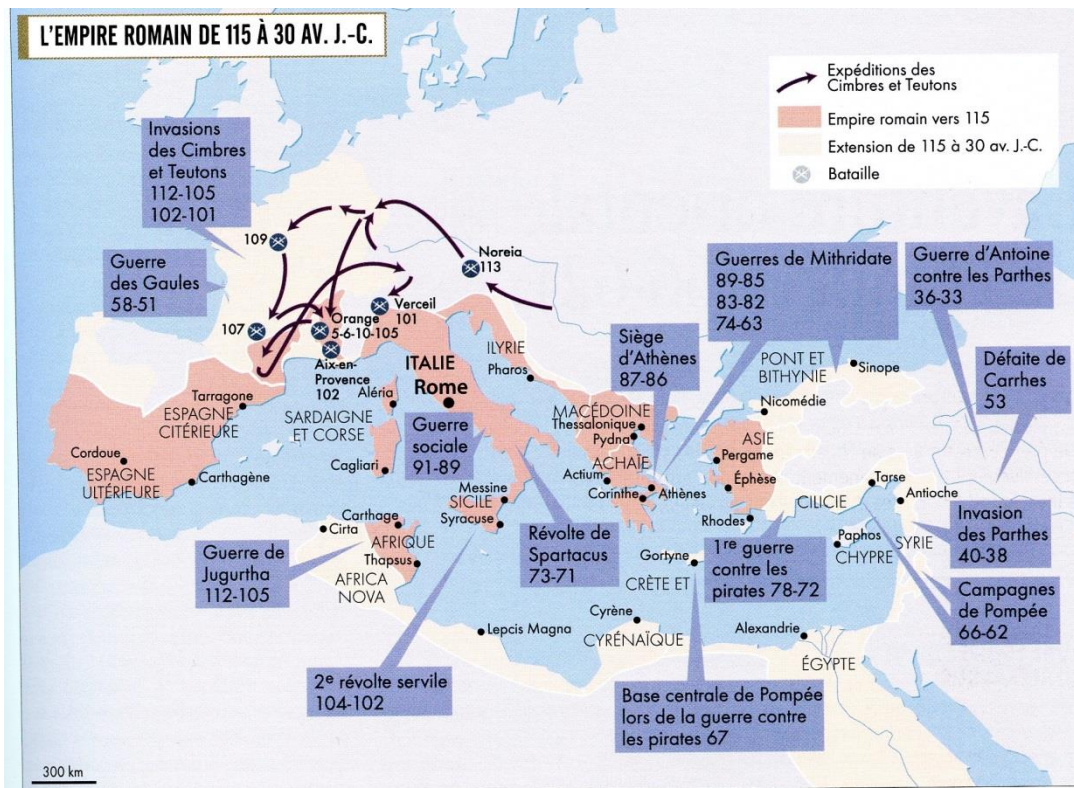 L'EMPIRE ROMAIN DE 115 À 30 AV. J.-C.
Expéditions des
Cimbres et Teutons
Empire romain vers 115
Extension de 115 à 30 av. J.-C.
Bataille
Invasions
des Cimbres
et Teutons
112-105
102-101
Guerre
des Gaules
58-51
109
107
Noreia
113
Verceil
101
Orange
5-6-10-105
Aix-en-
Provence
102
Guerres de Mithridate
89-85
83-82
74-63
Guerre d'Antoine
contre les Parthes
36-33
Siège
d'Athènes
87-86
Défaite de
Carrhes
53
ILYRIE
Pharos
ITALIE
Rome
PONT ET
BITHYNIE
Sinope
Nicomédie
Tarragone
ESPAGNE
CITÉRIEURE
SARDAIGNE
ET CORSE
Aléria
Cagliari
Guerre
sociale
91-89
MACÉDOINE
Thessalonique
Pydna
ACHAÏE
Actium
Corinthe
Athènes
ASIE
Pergame
Éphèse
Rhodes
CILICIE
Tarse
Antioche
SYRIE
Cordoue
ESPAGNE
ULTÉRIEURE
Carthagène
Messine
SICILE
Syracuse
Cirta
Carthage
AFRIQUE
Thapsus
AFRICA
NOVA
Guerre de
Jugurtha
112-105
Révolte de
Spartacus
73-71
Gortyne
CRÈTE ET
1re guerre
contre les
pirates 78-72
Paphos
CHYPRE
Invasion
des Parthes
40-38
Campagnes
de Pompée
66-62
Lepcis Magna
Cyrène
CYRÉNAÏQUE
Alexandrie
ÉGYPTE
2e révolte servile
104-102
Base centrale de Pompée
lors de la guerre contre
les pirates 67
300 km